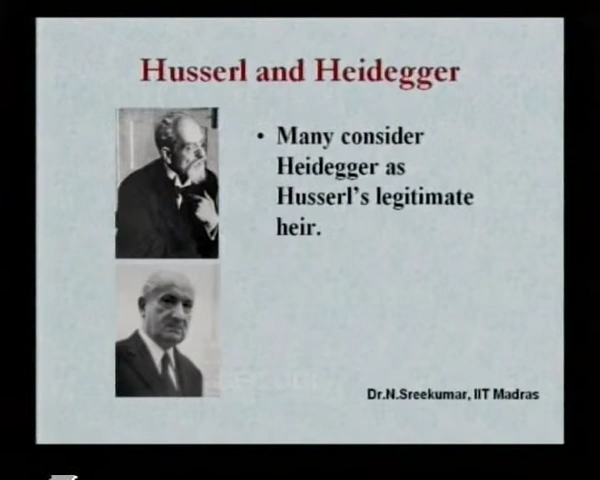 Husserl and Heidegger
• Many consider
Heidegger as
Husserl's legitimate
heir.
Dr.N.Sreekumar, IIT Madras